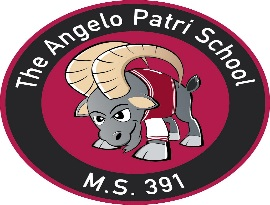 The Angelo Patri School
M.S. 391